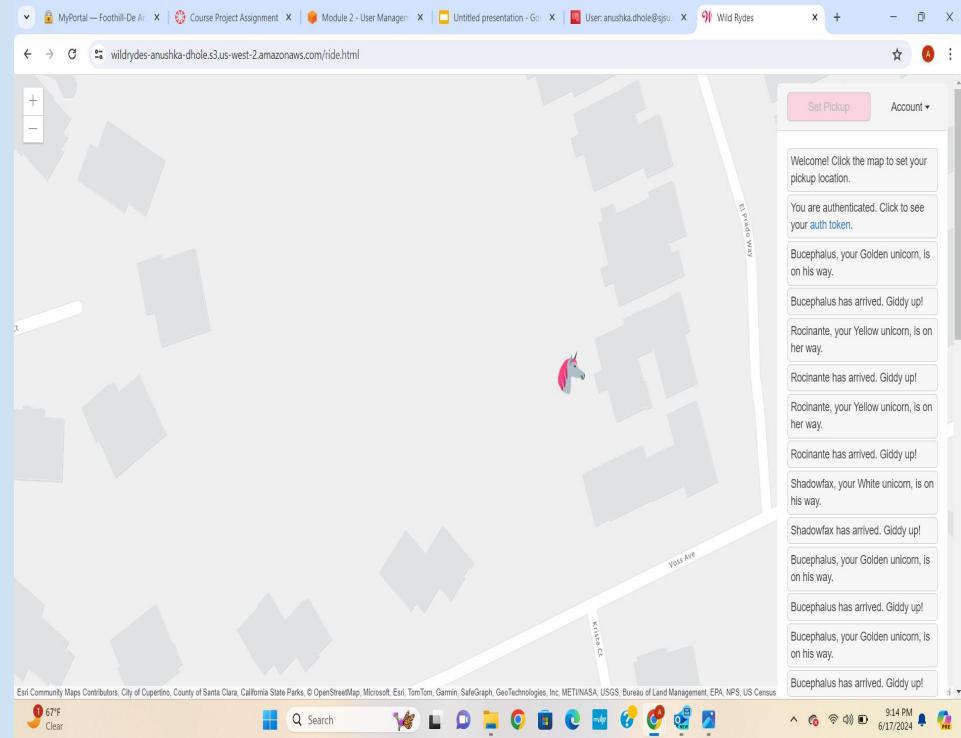 MyPortal — Foothill-De An
Course Project Assignment
Module 2 - User Managem
Untitled presentation - Go
User: anushka.dhole@sjsu.
Wild Rydes
wildrydes-anushka-dhole.s3.us-west-2.amazonaws.com/ride.html
A
+
−
Set Pickup
Account
Welcome! Click the map to set your
pickup location.
You are authenticated. Click to see
your auth token.
Bucephalus, your Golden unicorn, is
on his way.
Bucephalus has arrived. Giddy up!
Rocinante, your Yellow unicorn, is on
her way.
Rocinante has arrived. Giddy up!
Rocinante, your Yellow unicorn, is on
her way.
Rocinante has arrived. Giddy up!
Shadowfax, your White unicorn, is on
his way.
Shadowfax has arrived. Giddy up!
Bucephalus, your Golden unicorn, is
on his way.
Bucephalus has arrived. Giddy up!
Bucephalus, your Golden unicorn, is
on his way.
Bucephalus has arrived. Giddy up!
El Prado Way
Voss Ave
Krista Ct
Esri Community Maps Contributors, City of Cupertino, County of Santa Clara, California State Parks, © OpenStreetMap, Microsoft, Esri, TomTom, Garmin, SafeGraph, GeoTechnologies, Inc, METI/NASA, USGS, Bureau of Land Management, EPA, NPS, US Census
1
67°F
Clear
Search
9:14 PM
6/17/2024
PRE